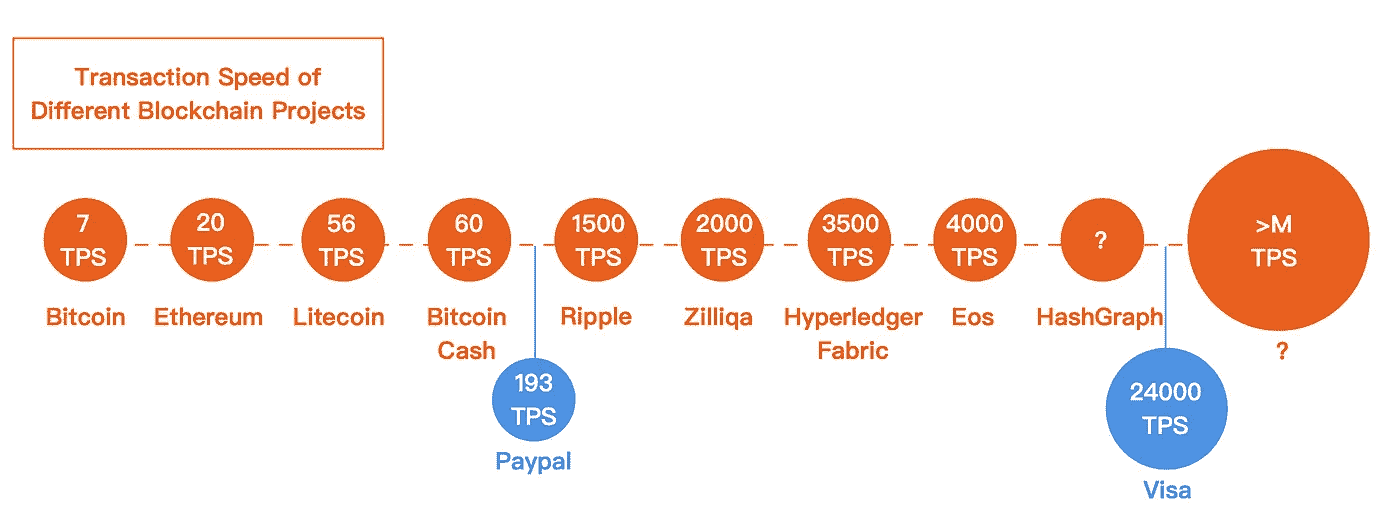 Transaction Speed of
Different Blockchain Projects
7
TPS
Bitcoin
20
TPS
Ethereum
56
TPS
Litecoin
60
TPS
Bitcoin
Cash
193
TPS
Paypal
1500
TPS
Ripple
2000
TPS
Zilliqa
3500
TPS
Hyperledger
Fabric
4000
TPS
Eos
?
HashGraph
24000
TPS
Visa
>M
TPS
?